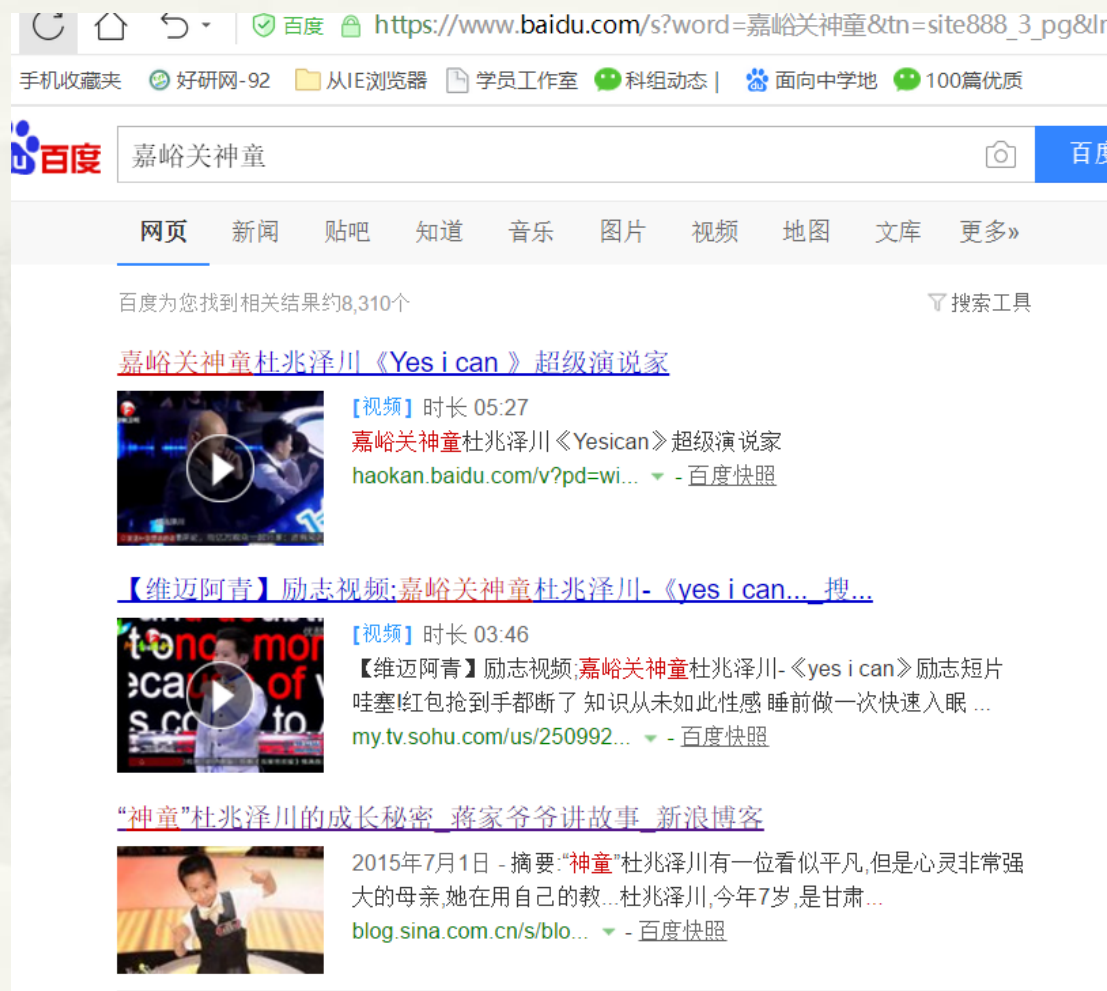 百度 https://www.baidu.com/s?word=嘉峪关神童&tn=site888_3_pg&l
手机收藏夹 好研网-92 从IE浏览器 学员工作室 科组动态 | 面向中学地 100篇优质
百度 嘉峪关神童 百度
网页 新闻 贴吧 知道 音乐 图片 视频 地图 文库 更多»
百度为您找到相关结果约8,310个 搜索工具
嘉峪关神童杜兆泽川《Yes i can 》超级演说家
[视频] 时长 05:27
嘉峪关神童杜兆泽川《Yesican》超级演说家
haokan.baidu.com/v?pd=wi... - 百度快照
【维迈阿青】励志视频;嘉峪关神童杜兆泽川-《yes i can..._搜...
[视频] 时长 03:46
【维迈阿青】励志视频;嘉峪关神童杜兆泽川-《yes i can》励志短片
哇塞!红包抢到手都断了 知识从未如此性感 睡前做一次快速入眠 ...
my.tv.sohu.com/us/250992... - 百度快照
“神童”杜兆泽川的成长秘密_蒋家爷爷讲故事_新浪博客
2015年7月1日 - 摘要:“神童”杜兆泽川有一位看似平凡,但是心灵非常强
大的母亲,她在用自己的教...杜兆泽川,今年7岁,是甘肃...
blog.sina.com.cn/s/blo... - 百度快照